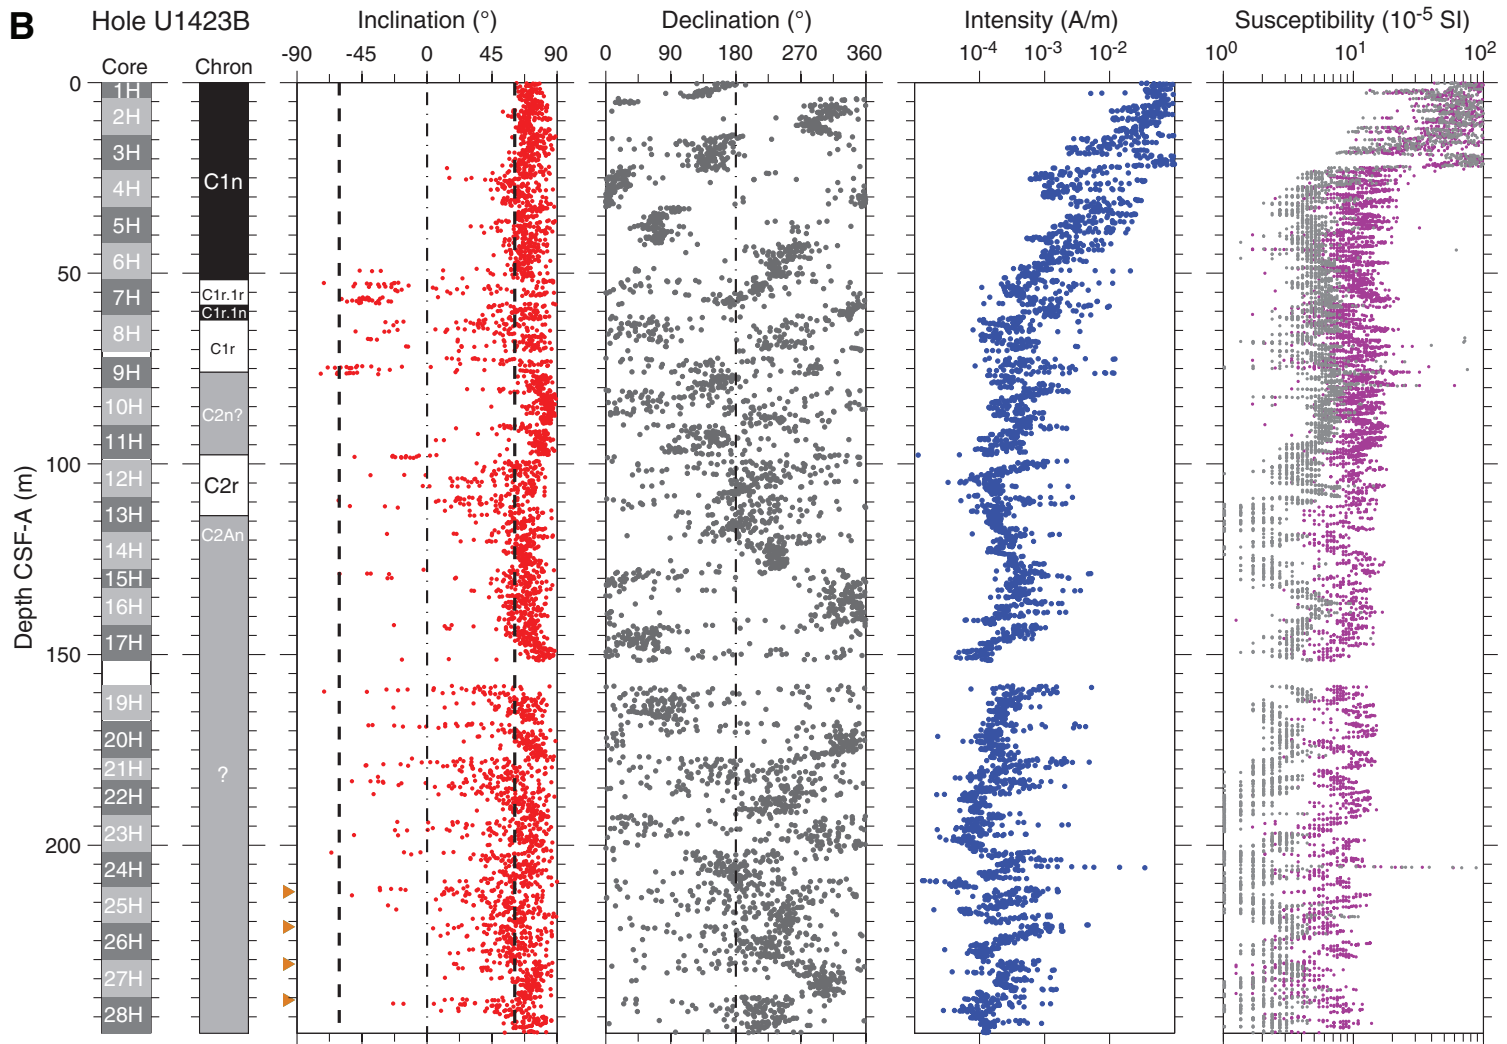 B
Hole U1423B
Inclination (°)
Declination (°)
Intensity (A/m)
Susceptibility (10⁻⁵ SI)
Core
Chron
-90 -45 0 45 90
0 90 180 270 360
10⁻⁴ 10⁻³ 10⁻²
10⁰ 10¹ 10²
Depth CSF-A (m)
0
50
100
150
200
1H
2H
3H
4H
5H
6H
7H
8H
9H
10H
11H
12H
13H
14H
15H
16H
17H
19H
20H
21H
22H
23H
24H
25H
26H
27H
28H
C1n
C1r.1r
C1r.1n
C1r
C2n?
C2r
C2An
?